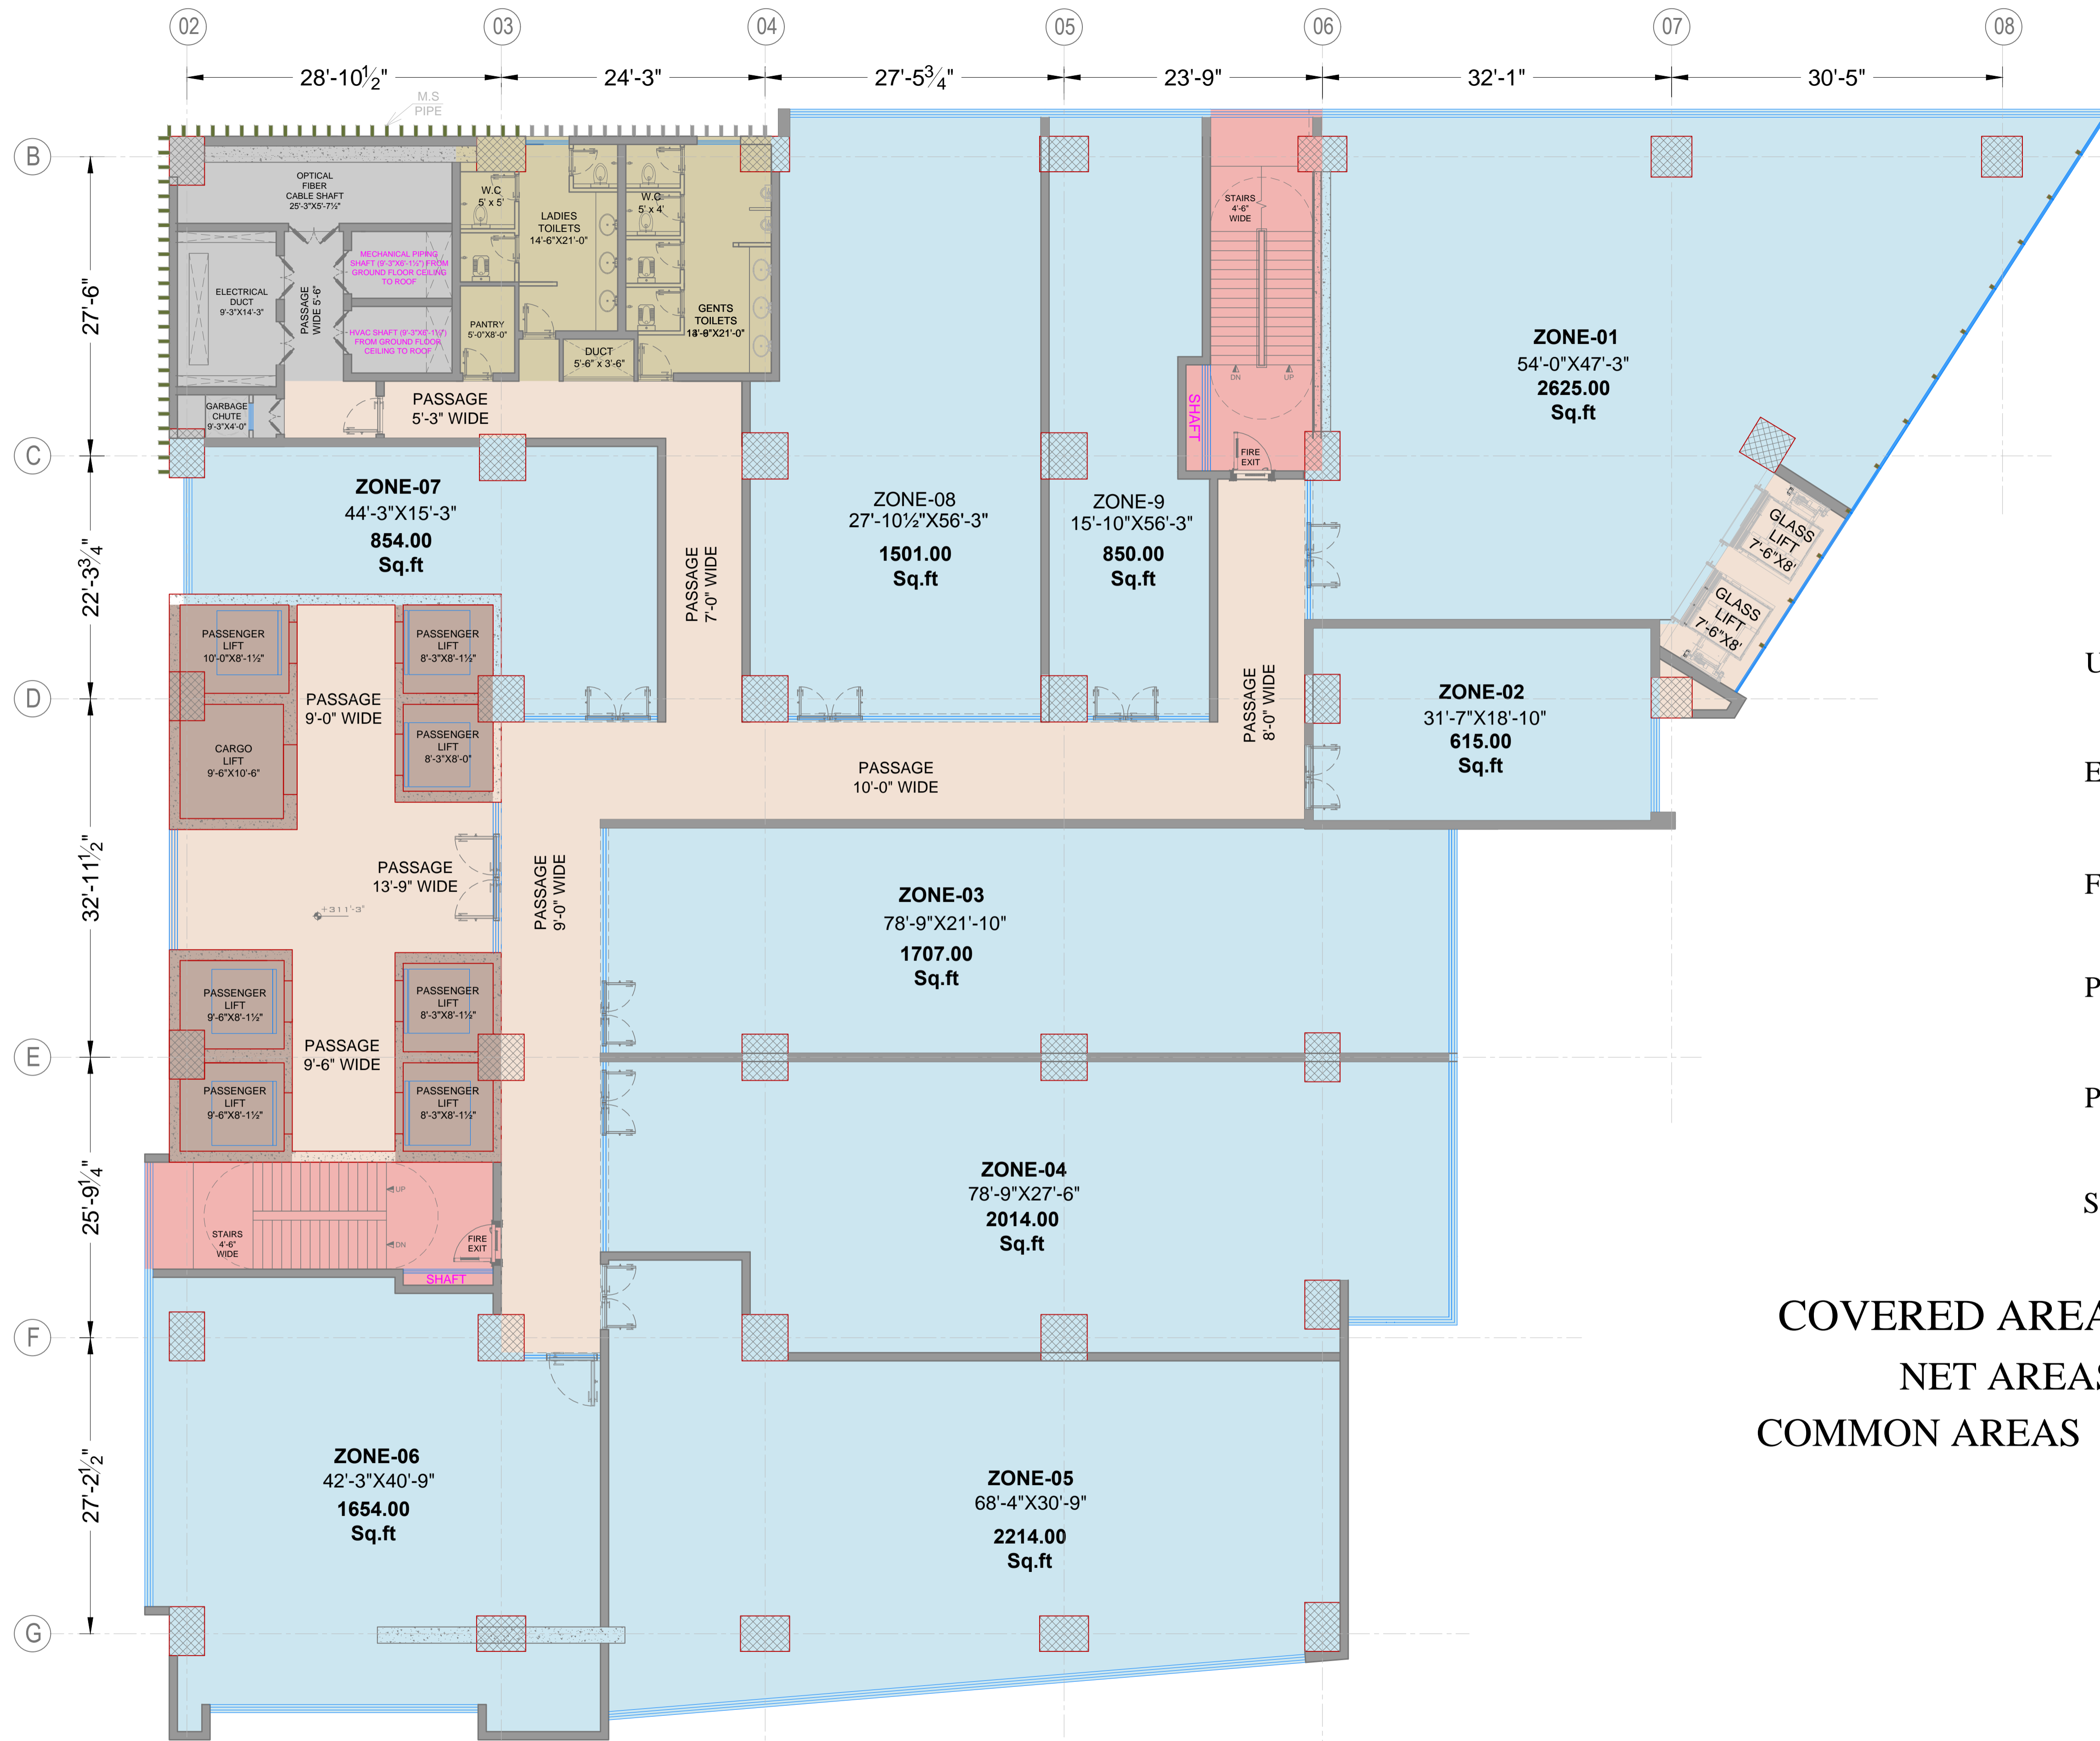 02
03
04
05
06
07
08
28'-10½"
24'-3"
27'-5¾"
23'-9"
32'-1"
30'-5"
M.S
PIPE
B
C
D
E
F
G
27'-6"
22'-3¾"
32'-11½"
25'-9¼"
27'-2½"
OPTICAL
FIBER
CABLE SHAFT
25'-3"X5'-7½"
ELECTRICAL
DUCT
9'-3"X14'-3"
PASSAGE
WIDE 5'-6"
MECHANICAL PIPING
SHAFT (9'-3"X6'-1½") FROM
GROUND FLOOR CEILING
TO ROOF
HVAC SHAFT (9'-3"X6'-1½")
FROM GROUND FLOOR
CEILING TO ROOF
GARBAGE
CHUTE
9'-3"X4'-0"
W.C
5' x 5'
LADIES
TOILETS
14'-6"X21'-0"
W.C
5' x 4'
GENTS
TOILETS
PANTRY
5'-0"X8'-0"
DUCT
5'-6" x 3'-6"
PASSAGE
5'-3" WIDE
STAIRS
4'-6"
WIDE
DN
UP
SHAFT
FIRE
EXIT
ZONE-01
54'-0"X47'-3"
2625.00
Sq.ft
GLASS
LIFT
7'-6"X8'
GLASS
LIFT
7'-6"X8'
ZONE-07
44'-3"X15'-3"
854.00
Sq.ft
PASSAGE
7'-0" WIDE
ZONE-08
27'-10½"X56'-3"
1501.00
Sq.ft
ZONE-9
15'-10"X56'-3"
850.00
Sq.ft
PASSAGE
8'-0" WIDE
ZONE-02
31'-7"X18'-10"
615.00
Sq.ft
PASSENGER
LIFT
10'-0"X8'-1½"
PASSENGER
LIFT
8'-3"X8'-1½"
PASSAGE
9'-0" WIDE
CARGO
LIFT
9'-6"X10'-6"
PASSENGER
LIFT
8'-3"X8'-0"
PASSAGE
10'-0" WIDE
PASSAGE
13'-9" WIDE
+311'-3"
PASSAGE
9'-0" WIDE
ZONE-03
78'-9"X21'-10"
1707.00
Sq.ft
PASSENGER
LIFT
9'-6"X8'-1½"
PASSENGER
LIFT
8'-3"X8'-1½"
PASSAGE
9'-6" WIDE
PASSENGER
LIFT
9'-6"X8'-1½"
PASSENGER
LIFT
8'-3"X8'-1½"
ZONE-04
78'-9"X27'-6"
2014.00
Sq.ft
STAIRS
4'-6"
WIDE
UP
DN
FIRE
EXIT
SHAFT
ZONE-06
42'-3"X40'-9"
1654.00
Sq.ft
ZONE-05
68'-4"X30'-9"
2214.00
Sq.ft
U
E
F
P
P
S
COVERED AREA
NET AREAS
COMMON AREAS